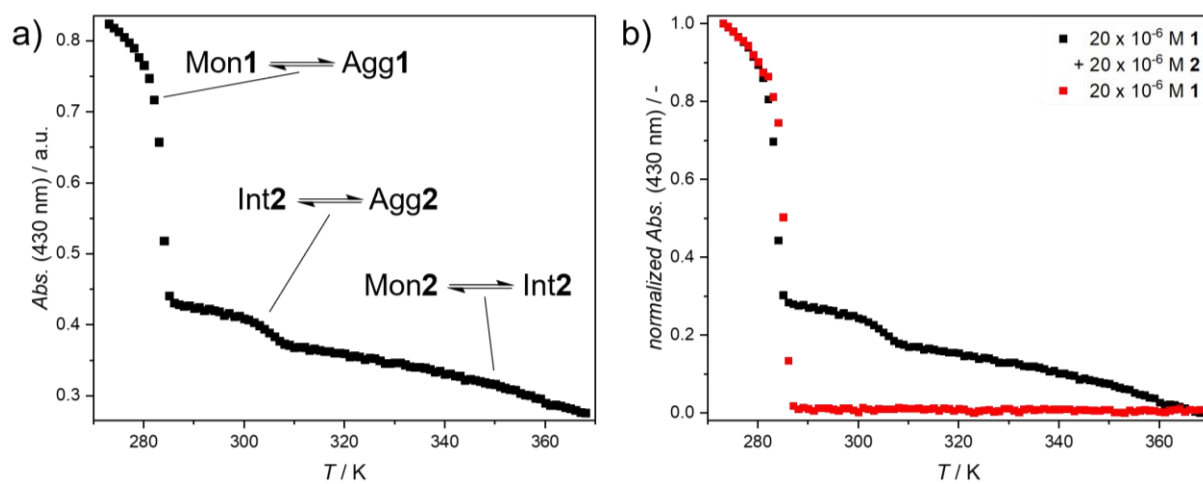 a)
Mon1 ⇌ Agg1
Int2 ⇌ Agg2
Mon2 ⇌ Int2
Abs. (430 nm) / a.u.
0.8
0.7
0.6
0.5
0.4
0.3
280 300 320 340 360
T / K
b)
20 x 10⁻⁶ M 1
+ 20 x 10⁻⁶ M 2
20 x 10⁻⁶ M 1
normalized Abs. (430 nm) / -
1.0
0.8
0.6
0.4
0.2
0.0
280 300 320 340 360
T / K